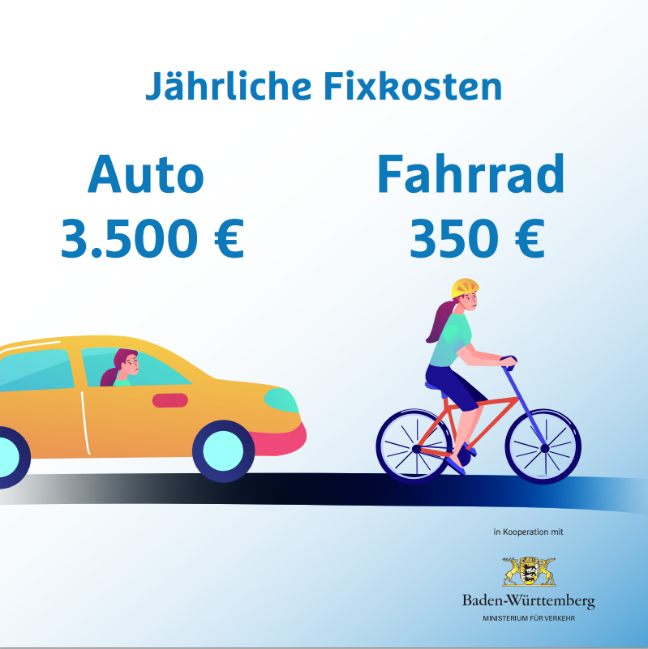 Jährliche Fixkosten
Auto
3.500 €
Fahrrad
350 €
in Kooperation mit
Baden-Württemberg
MINISTERIUM FÜR VERKEHR